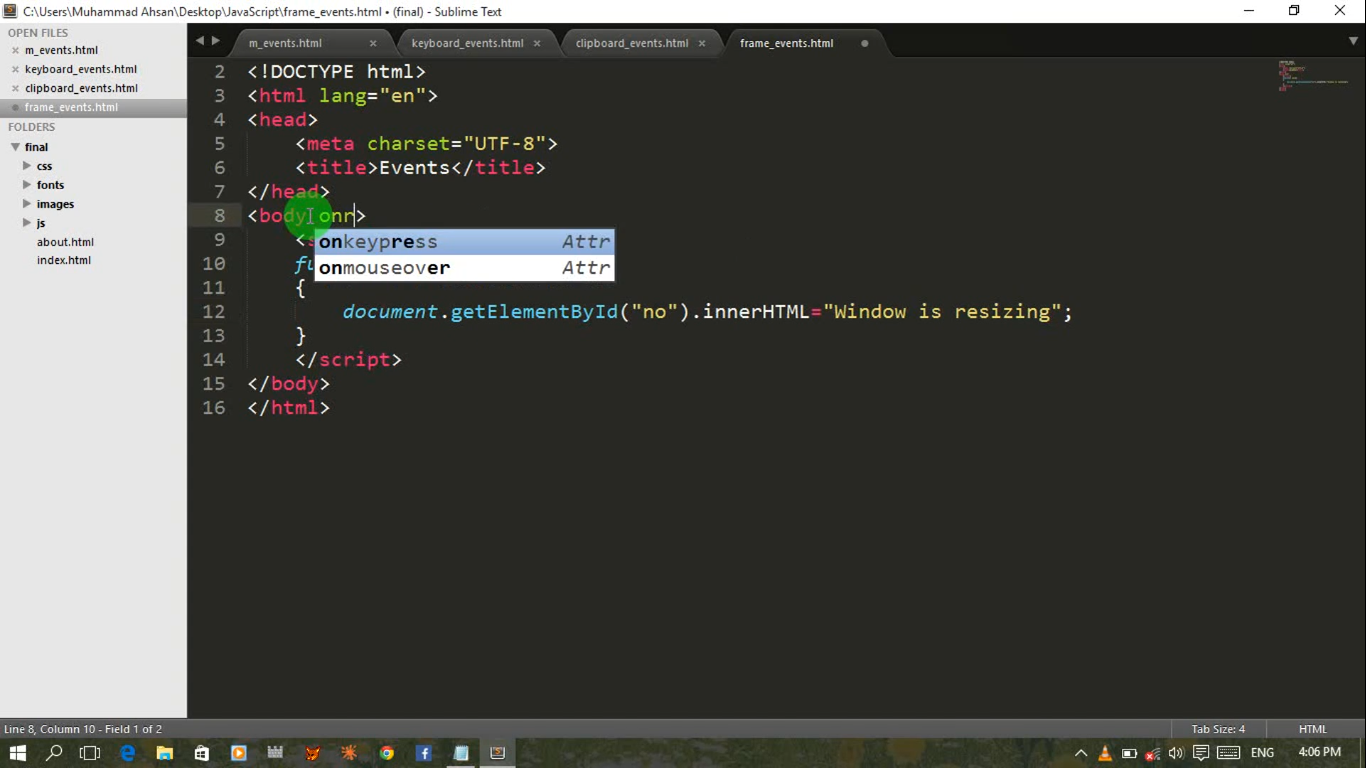 C:\Users\Muhammad Ahsan\Desktop\JavaScript\frame_events.html • (final) - Sublime Text
OPEN FILES
m_events.html
keyboard_events.html
clipboard_events.html
frame_events.html
FOLDERS
final
css
fonts
images
js
about.html
index.html
m_events.html
keyboard_events.html
clipboard_events.html
frame_events.html
2 <!DOCTYPE html>
3 <html lang="en">
4 <head>
5 <meta charset="UTF-8">
6 <title>Events</title>
7 </head>
8 <body onr>
9 <s
onkeypress Attr
10 fu
onmouseover Attr
11 {
12 document.getElementById("no").innerHTML="Window is resizing";
13 }
14 </script>
15 </body>
16 </html>
Line 8, Column 10 - Field 1 of 2
Tab Size: 4
HTML
ENG
4:06 PM